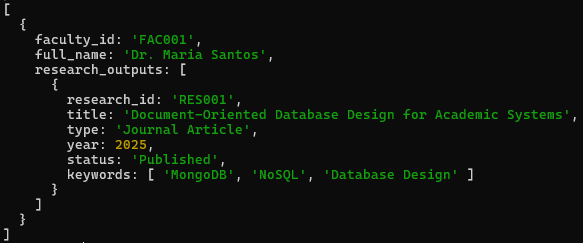 [
  {
    faculty_id: 'FAC001',
    full_name: 'Dr. Maria Santos',
    research_outputs: [
      {
        research_id: 'RES001',
        title: 'Document-Oriented Database Design for Academic Systems',
        type: 'Journal Article',
        year: 2025,
        status: 'Published',
        keywords: [ 'MongoDB', 'NoSQL', 'Database Design' ]
      }
    ]
  }
]